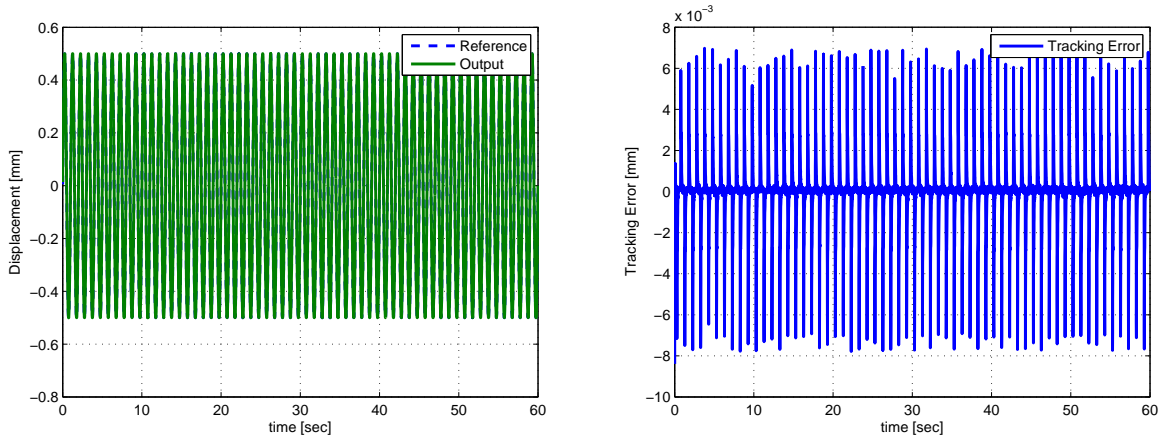 0.6
0.4
0.2
0
−0.2
−0.4
−0.6
−0.8
Displacement [mm]
0 10 20 30 40 50 60
time [sec]
Reference
Output
x 10⁻³
8
6
4
2
0
−2
−4
−6
−8
−10
Tracking Error [mm]
0 10 20 30 40 50 60
time [sec]
Tracking Error